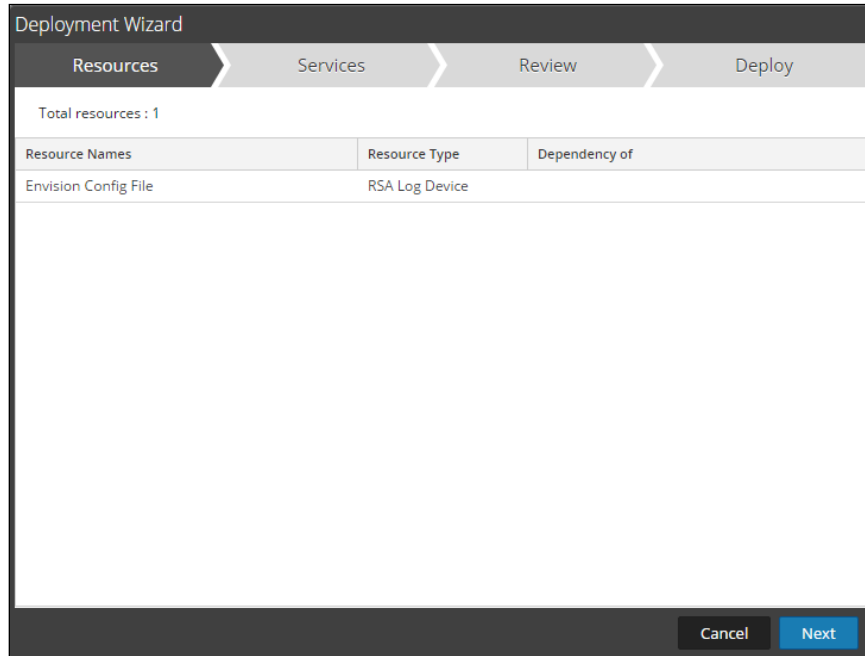 Deployment Wizard
Resources Services Review Deploy
Total resources : 1
Resource Names Resource Type Dependency of
Envision Config File RSA Log Device
Cancel Next